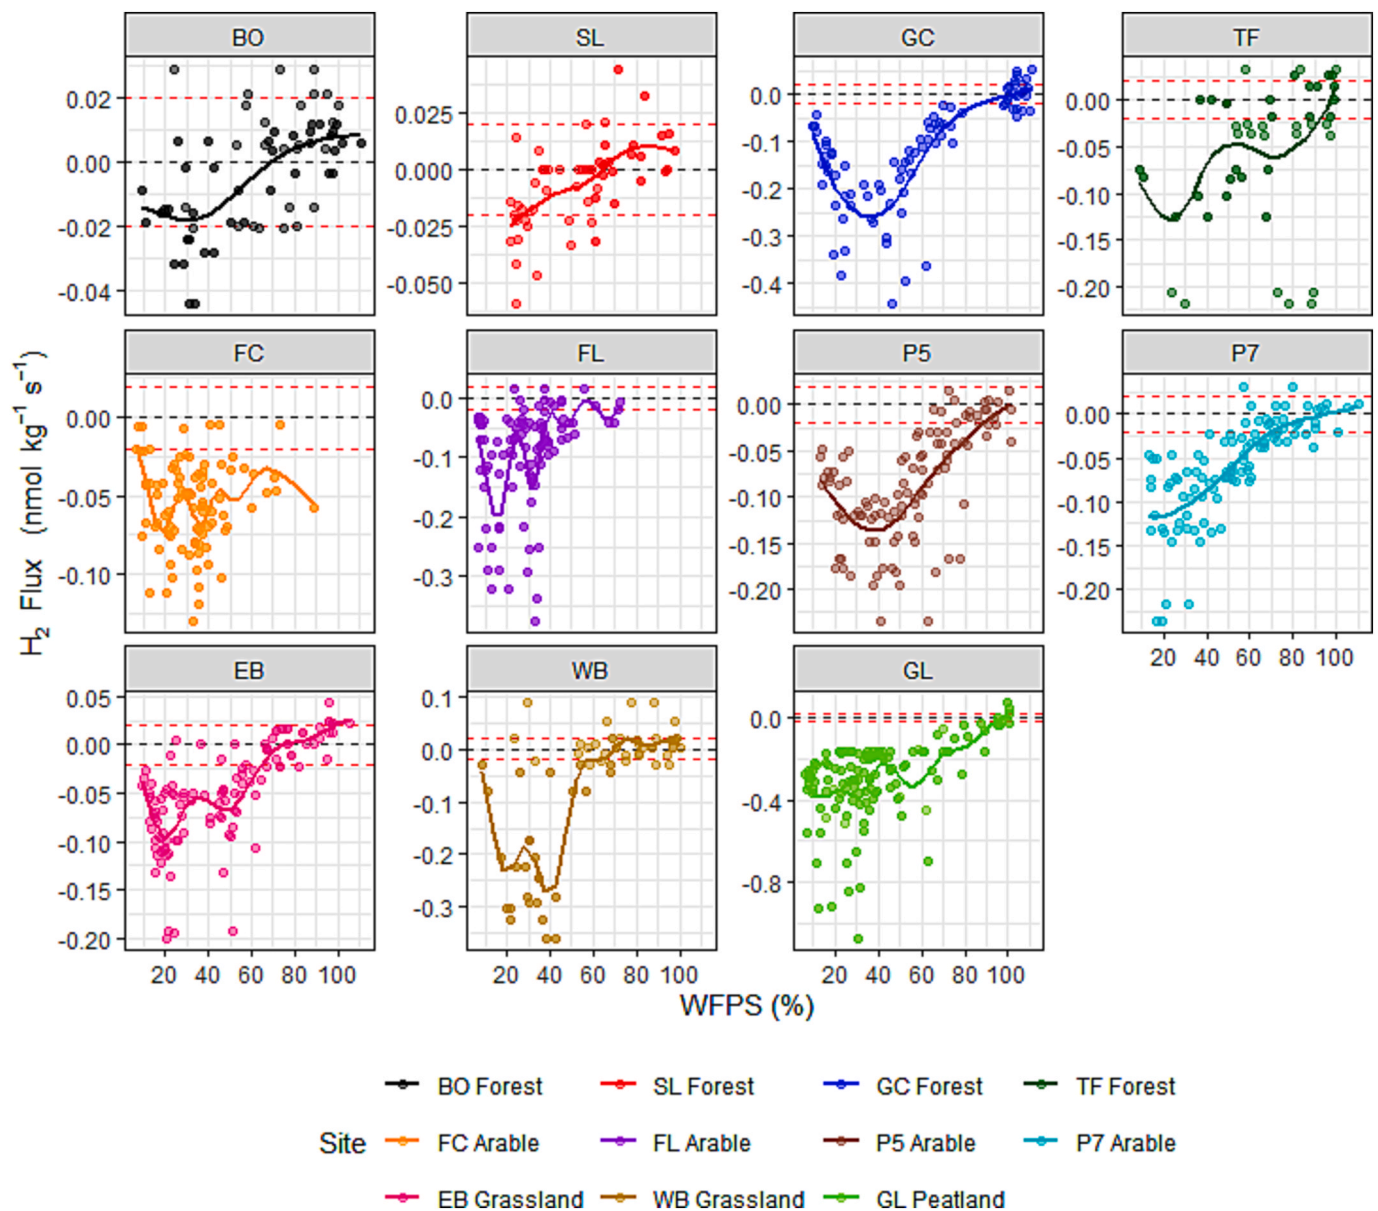 BO SL GC TF
0.02 0.00 -0.02 -0.04
0.025 0.000 -0.025 -0.050
0.0 -0.1 -0.2 -0.3 -0.4
0.00 -0.05 -0.10 -0.15 -0.20
FC FL P5 P7
0.00 -0.05 -0.10
0.0 -0.1 -0.2 -0.3
0.00 -0.05 -0.10 -0.15 -0.20
0.00 -0.05 -0.10 -0.15 -0.20
20 40 60 80 100
H₂ Flux (nmol kg⁻¹ s⁻¹)
EB WB GL
0.05 0.00 -0.05 -0.10 -0.15 -0.20
0.1 0.0 -0.1 -0.2 -0.3
0.0 -0.4 -0.8
20 40 60 80 100 20 40 60 80 100 20 40 60 80 100
WFPS (%)
BO Forest SL Forest GC Forest TF Forest
Site FC Arable FL Arable P5 Arable P7 Arable
EB Grassland WB Grassland GL Peatland